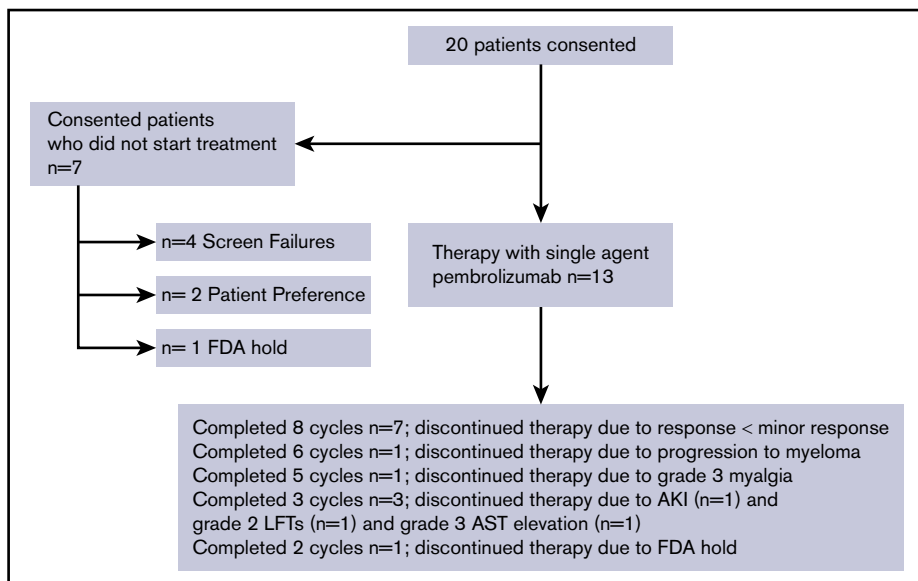 20 patients consented
Consented patients
who did not start treatment
n=7
n=4 Screen Failures
n= 2 Patient Preference
n= 1 FDA hold
Therapy with single agent
pembrolizumab n=13
Completed 8 cycles n=7; discontinued therapy due to response < minor response
Completed 6 cycles n=1; discontinued therapy due to progression to myeloma
Completed 5 cycles n=1; discontinued therapy due to grade 3 myalgia
Completed 3 cycles n=3; discontinued therapy due to AKI (n=1) and
grade 2 LFTs (n=1) and grade 3 AST elevation (n=1)
Completed 2 cycles n=1; discontinued therapy due to FDA hold